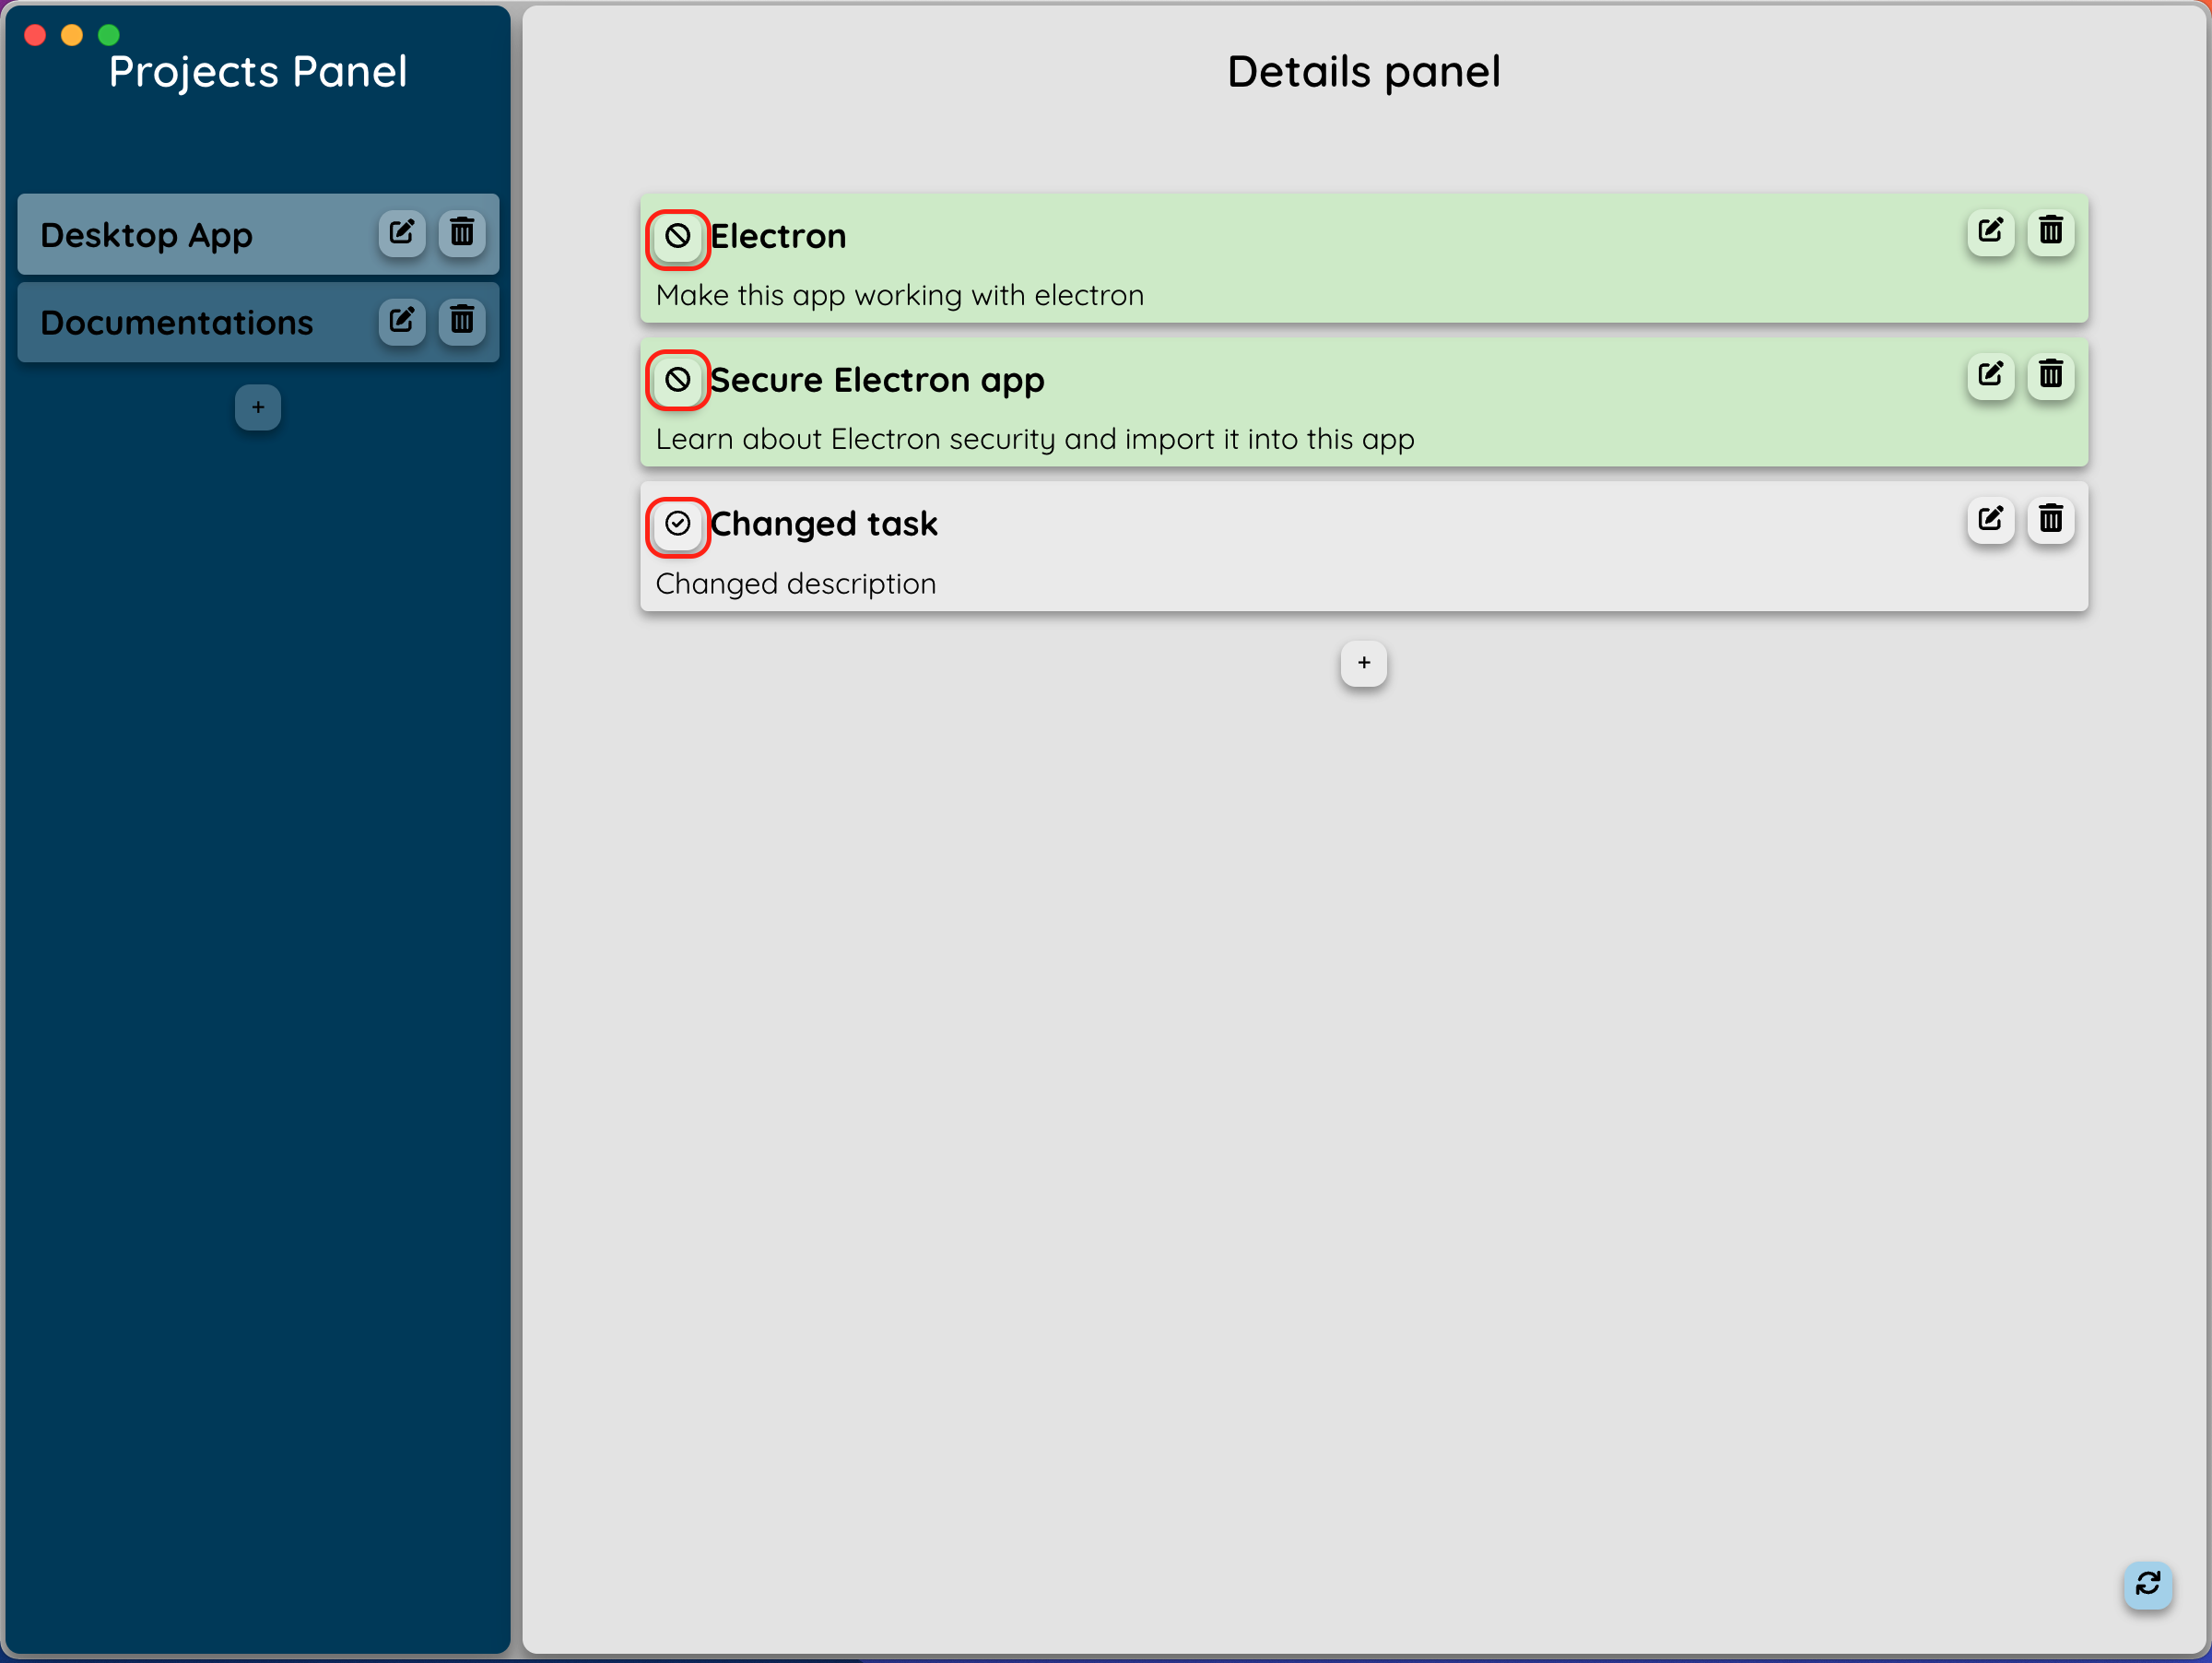 Projects Panel
Desktop App
Documentations
+
Details panel
Electron
Make this app working with electron
Secure Electron app
Learn about Electron security and import it into this app
Changed task
Changed description
+